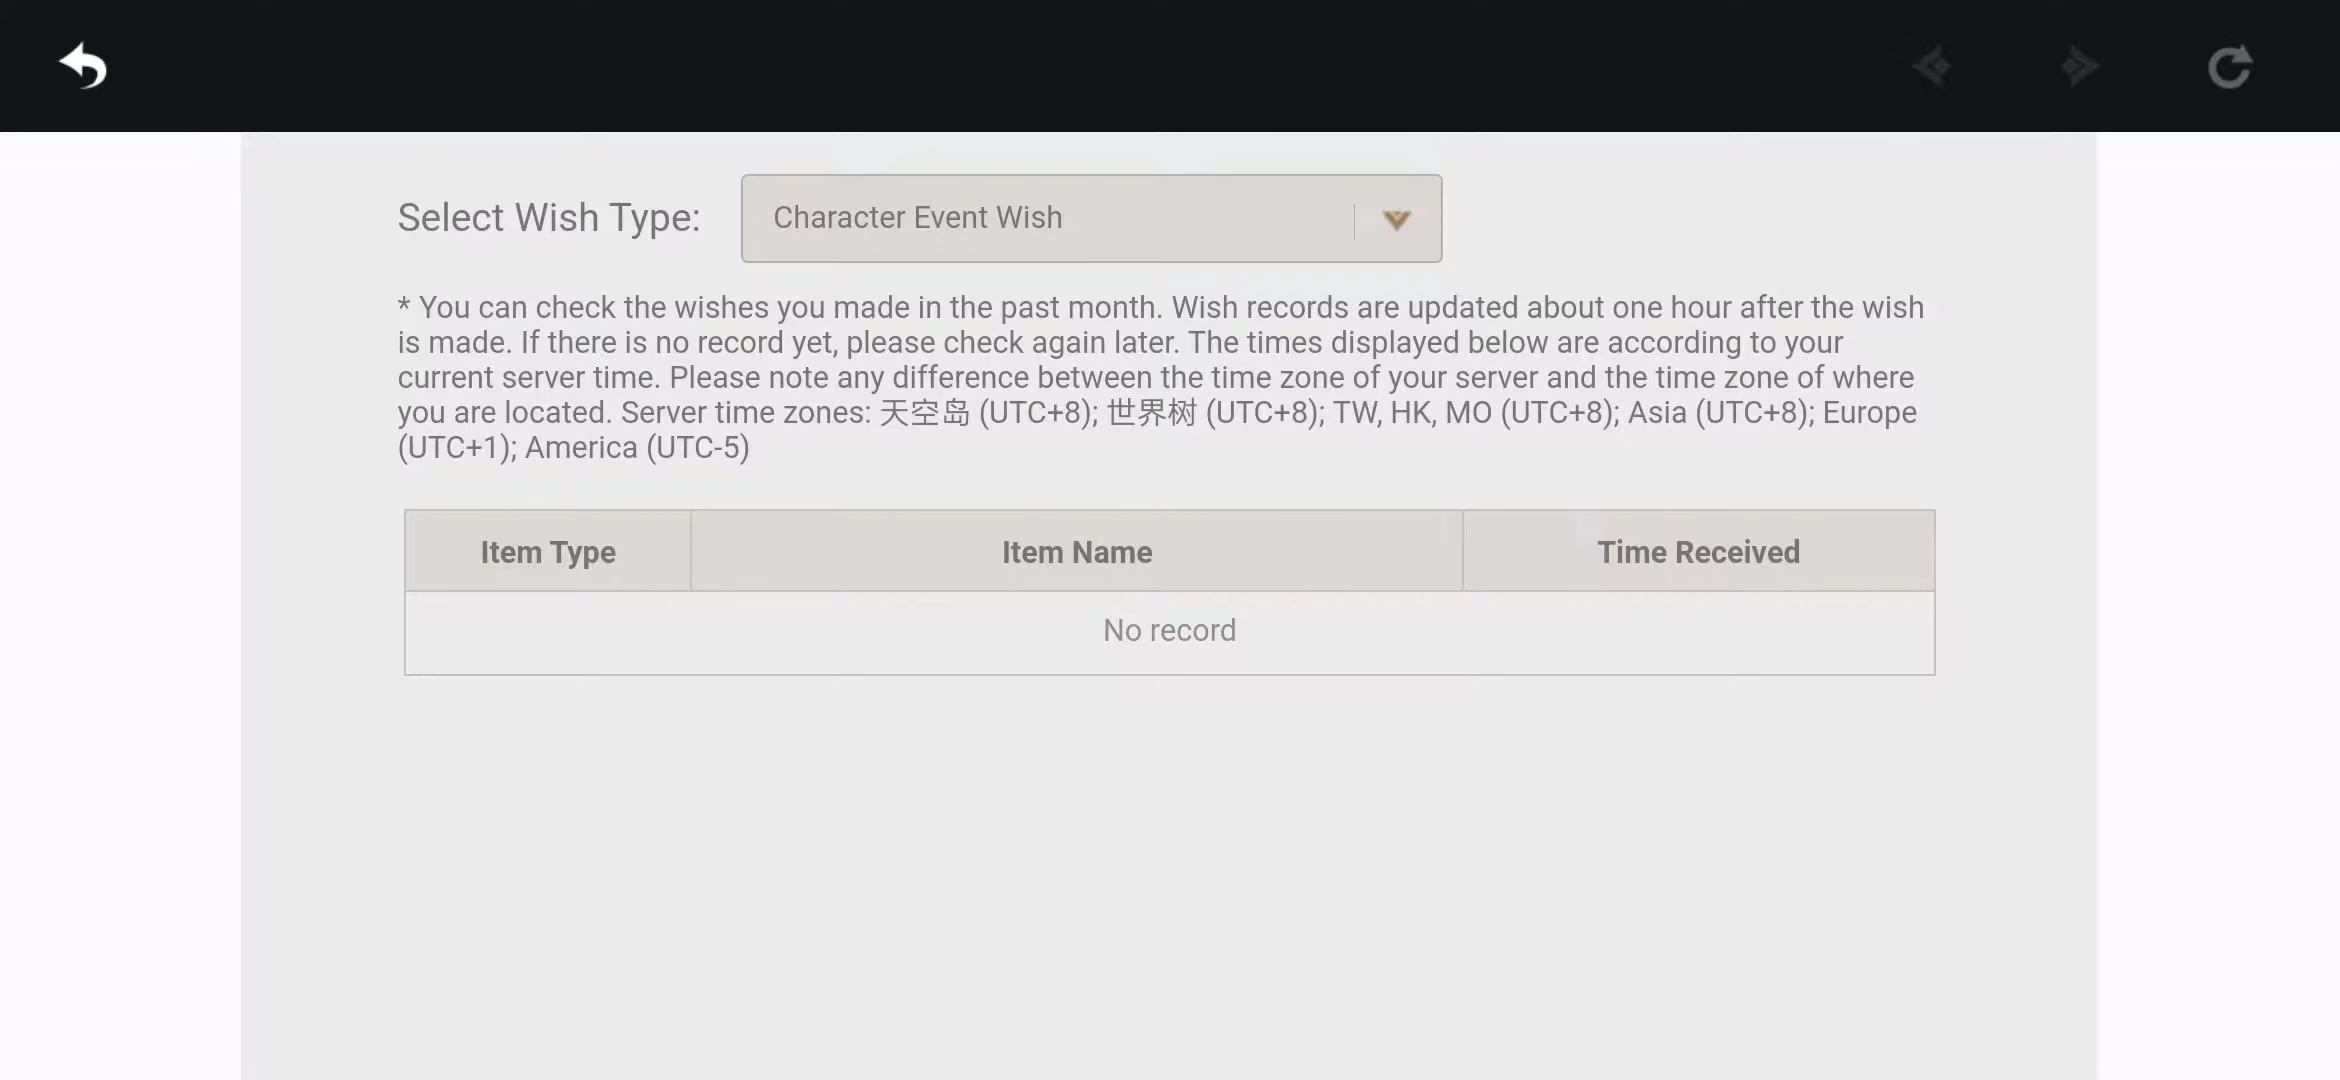 Select Wish Type:
Character Event Wish
* You can check the wishes you made in the past month. Wish records are updated about one hour after the wish
is made. If there is no record yet, please check again later. The times displayed below are according to your
current server time. Please note any difference between the time zone of your server and the time zone of where
you are located. Server time zones: 天空岛 (UTC+8); 世界树 (UTC+8); TW, HK, MO (UTC+8); Asia (UTC+8); Europe
(UTC+1); America (UTC-5)
Item Type
Item Name
Time Received
No record